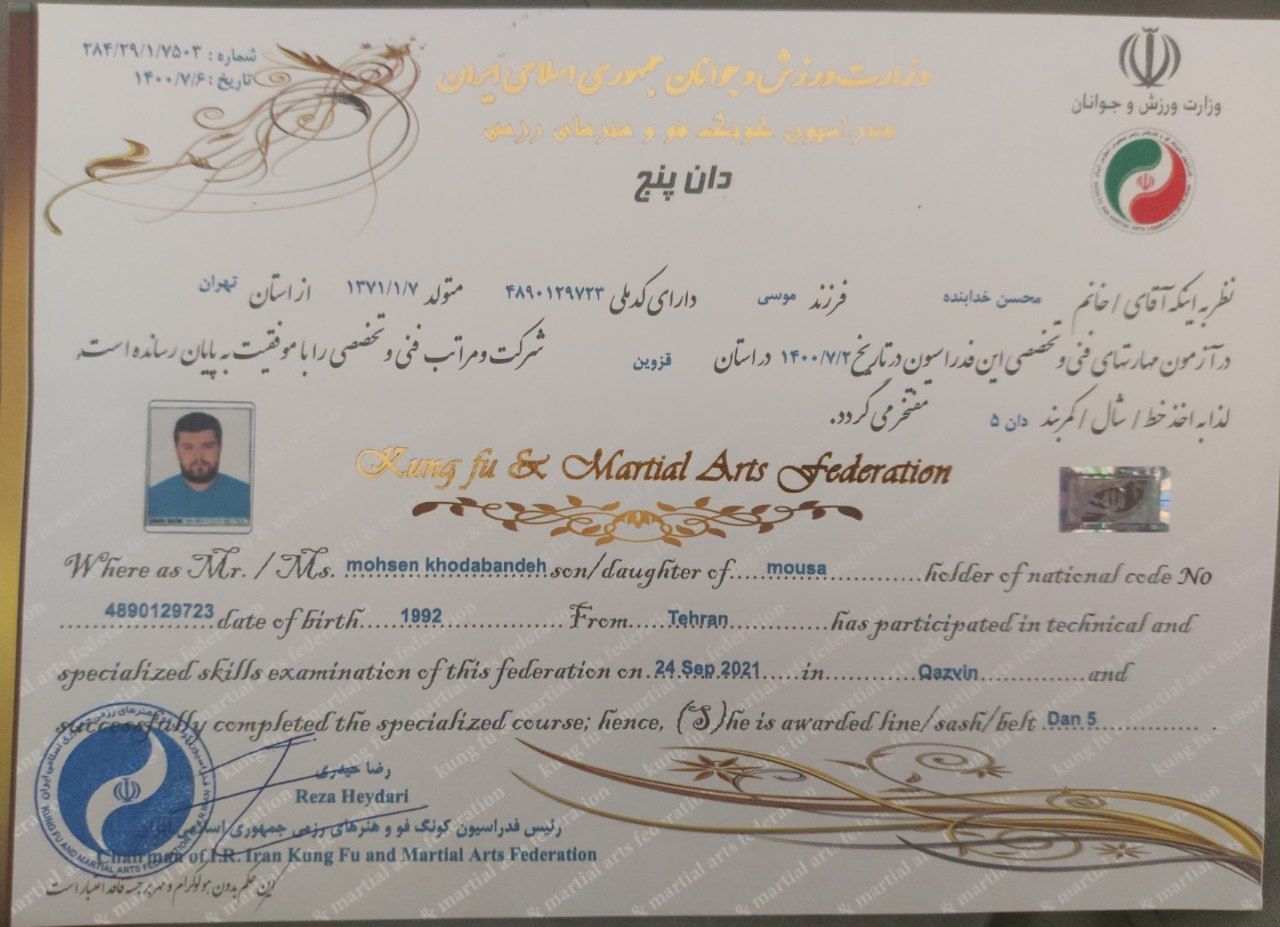 شماره : ۲۸۴/۲۹/۱/۷۵۰۳
تاریخ : ۱۴۰۰/۷/۶
وزارت ورزش و جوانان جمهوری اسلامی ایران
فدراسیون کونگ فو و هنرهای رزمی
دان پنج
وزارت ورزش و جوانان
نظر به اینکه آقای / خانم محسن خدابنده فرزند موسی دارای کد ملی ۴۸۹۰۱۲۹۷۲۳ متولد ۱۳۷۱/۱/۷ از استان تهران
در آزمون مهارتهای فنی و تخصصی این فدراسیون در تاریخ ۱۴۰۰/۷/۲ در استان قزوین شرکت و مراتب فنی و تخصصی را با موفقیت به پایان رسانده است.
لذا به اخذ خط / شال / کمربند دان ۵ مفتخر می گردد.
Kung fu & Martial Arts Federation
Where as Mr. / Ms. mohsen khodabandeh son/daughter of.... mousa ............holder of national code No
4890129723 date of birth..... 1992 ............From..... Tehran ............has participated in technical and
specialized skills examination of this federation on. 24 Sep 2021.....in............ Qazvin ............and
successfully completed the specialized course; hence, (S)he is awarded line/sash/belt Dan 5............ .
رضا حیدری
Reza Heydari
رئیس فدراسیون کونگ فو و هنرهای رزمی جمهوری اسلامی ایران
Chairman of I.R. Iran Kung Fu and Martial Arts Federation
این حکم بدون هولوگرام و مهر برجسته فاقد اعتبار است